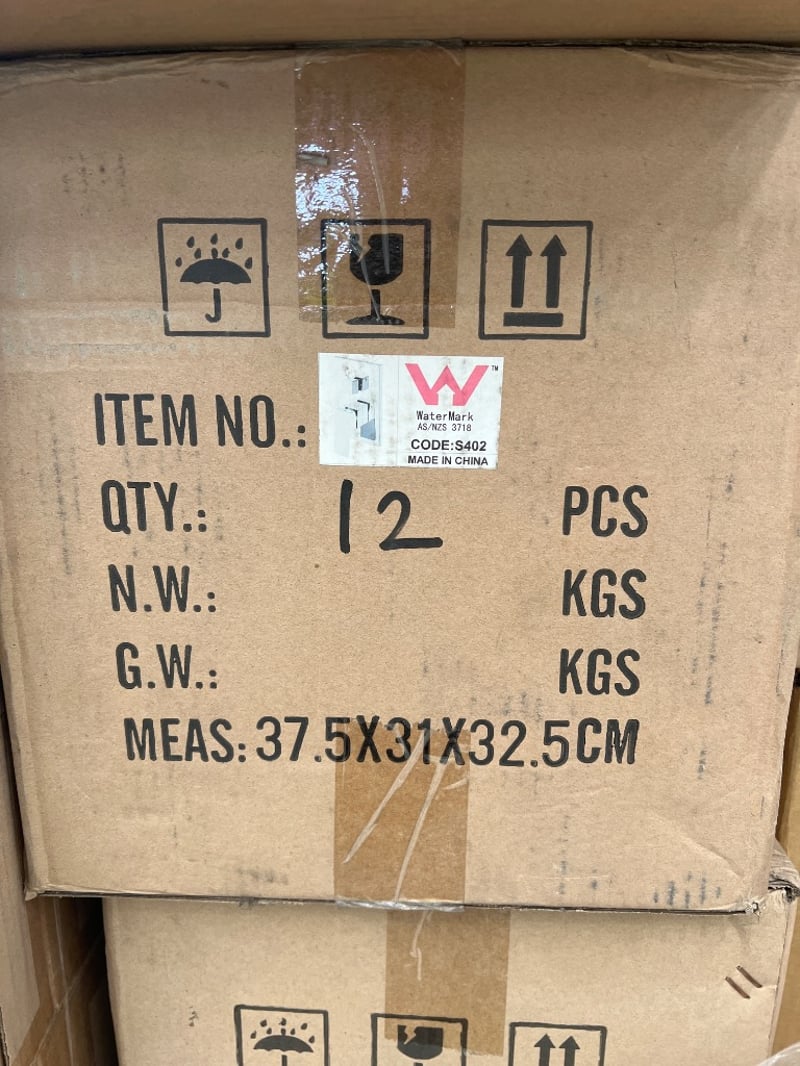 ITEM NO.:
TM
WaterMark
AS/NZS 3718
CODE:S402
MADE IN CHINA
QTY.: 12 PCS
N.W.: KGS
G.W.: KGS
MEAS: 37.5X31X32.5CM